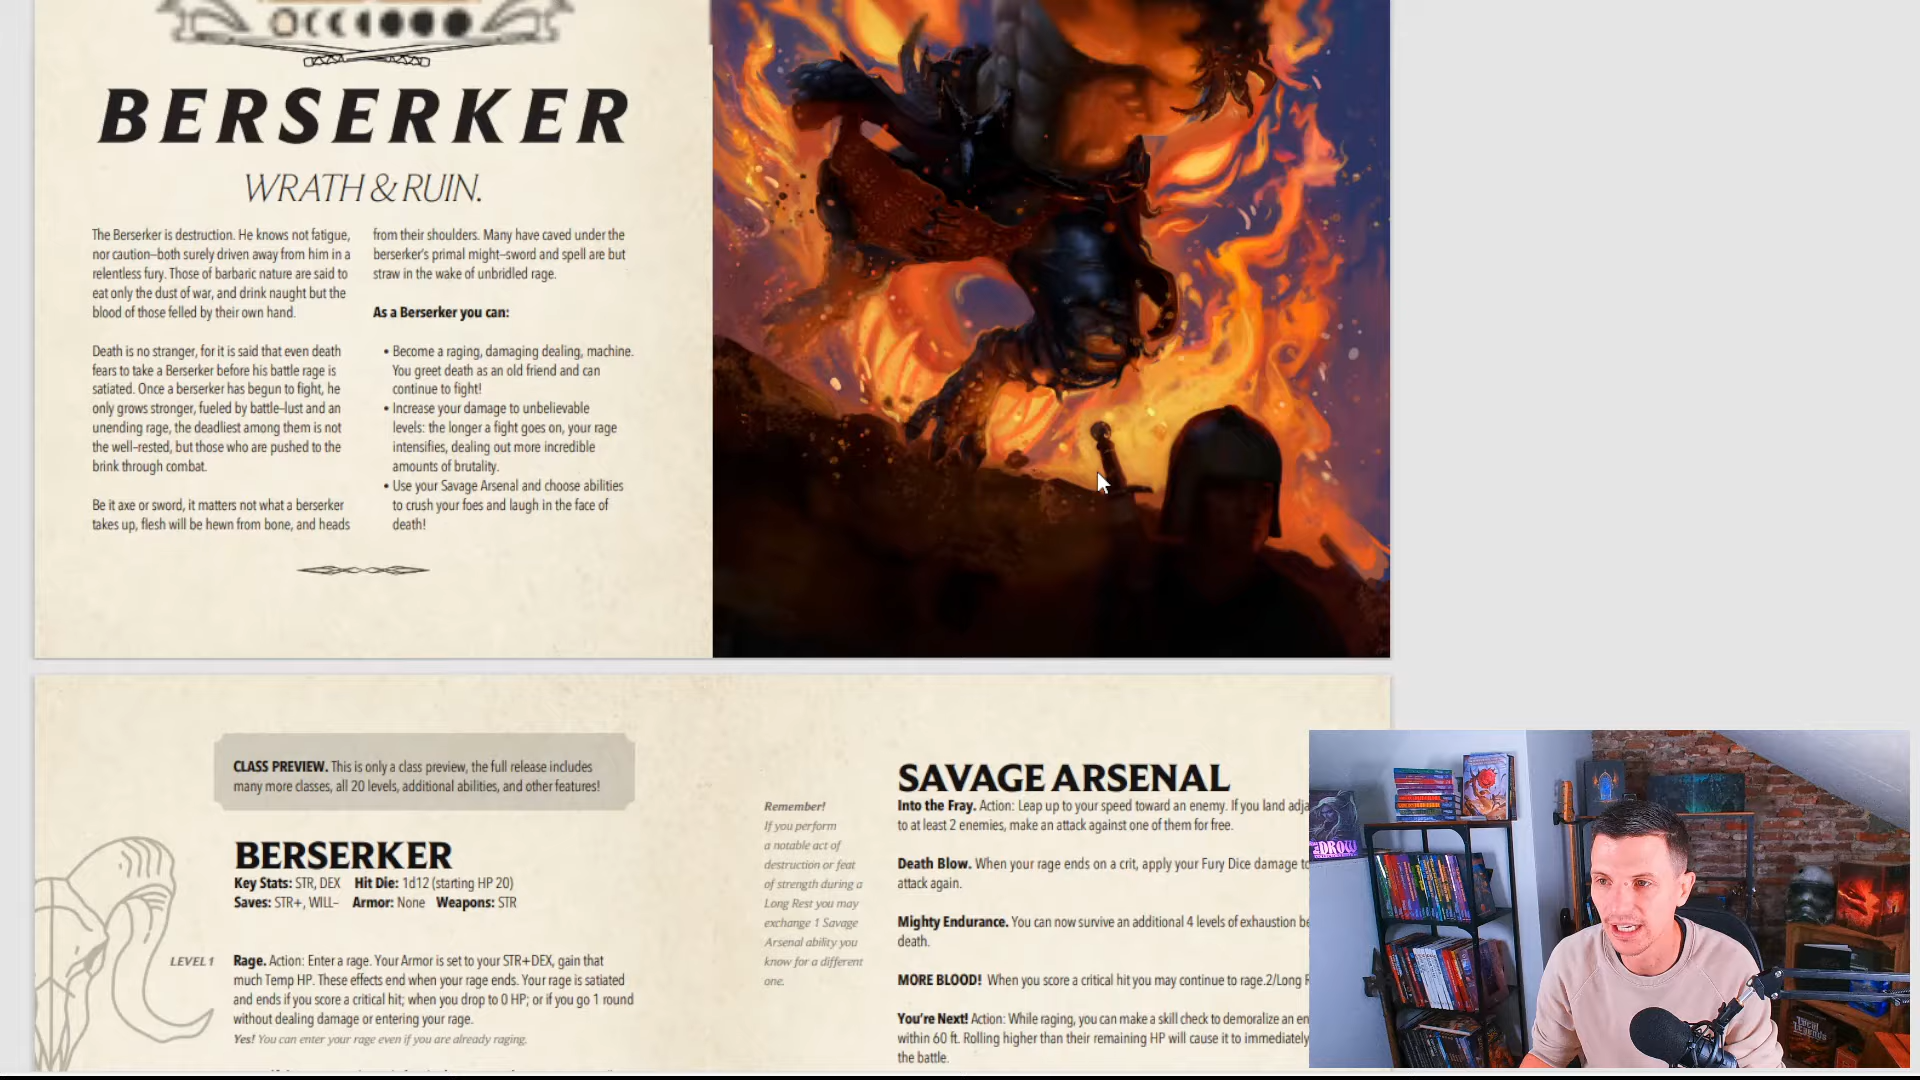 BERSERKER
WRATH & RUIN.
The Berserker is destruction. He knows not fatigue,
nor caution–both surely driven away from him in a
relentless fury. Those of barbaric nature are said to
eat only the dust of war, and drink naught but the
blood of those felled by their own hand.
Death is no stranger, for it is said that even death
fears to take a Berserker before his battle rage is
satiated. Once a berserker has begun to fight, he
only grows stronger, fueled by battle–lust and an
unending rage, the deadliest among them is not
the well–rested, but those who are pushed to the
brink through combat.
Be it axe or sword, it matters not what a berserker
takes up, flesh will be hewn from bone, and heads
from their shoulders. Many have caved under the
berserker's primal might–sword and spell are but
straw in the wake of unbridled rage.
As a Berserker you can:
• Become a raging, damaging dealing, machine.
You greet death as an old friend and can
continue to fight!
• Increase your damage to unbelievable
levels: the longer a fight goes on, your rage
intensifies, dealing out more incredible
amounts of brutality.
• Use your Savage Arsenal and choose abilities
to crush your foes and laugh in the face of
death!
CLASS PREVIEW. This is only a class preview, the full release includes
many more classes, all 20 levels, additional abilities, and other features!
BERSERKER
Key Stats: STR, DEX Hit Die: 1d12 (starting HP 20)
Saves: STR+, WILL– Armor: None Weapons: STR
LEVEL 1
Rage. Action: Enter a rage. Your Armor is set to your STR+DEX, gain that
much Temp HP. These effects end when your rage ends. Your rage is satiated
and ends if you score a critical hit; when you drop to 0 HP; or if you go 1 round
without dealing damage or entering your rage.
Yes! You can enter your rage even if you are already raging.
Remember!
If you perform
a notable act of
destruction or feat
of strength during a
Long Rest you may
exchange 1 Savage
Arsenal ability you
know for a different
one.
SAVAGE ARSENAL
Into the Fray. Action: Leap up to your speed toward an enemy. If you land adja
to at least 2 enemies, make an attack against one of them for free.
Death Blow. When your rage ends on a crit, apply your Fury Dice damage to
attack again.
Mighty Endurance. You can now survive an additional 4 levels of exhaustion be
death.
MORE BLOOD! When you score a critical hit you may continue to rage.2/Long R
You're Next! Action: While raging, you can make a skill check to demoralize an en
within 60 ft. Rolling higher than their remaining HP will cause it to immediately
the battle.
DROW
Local
Legends